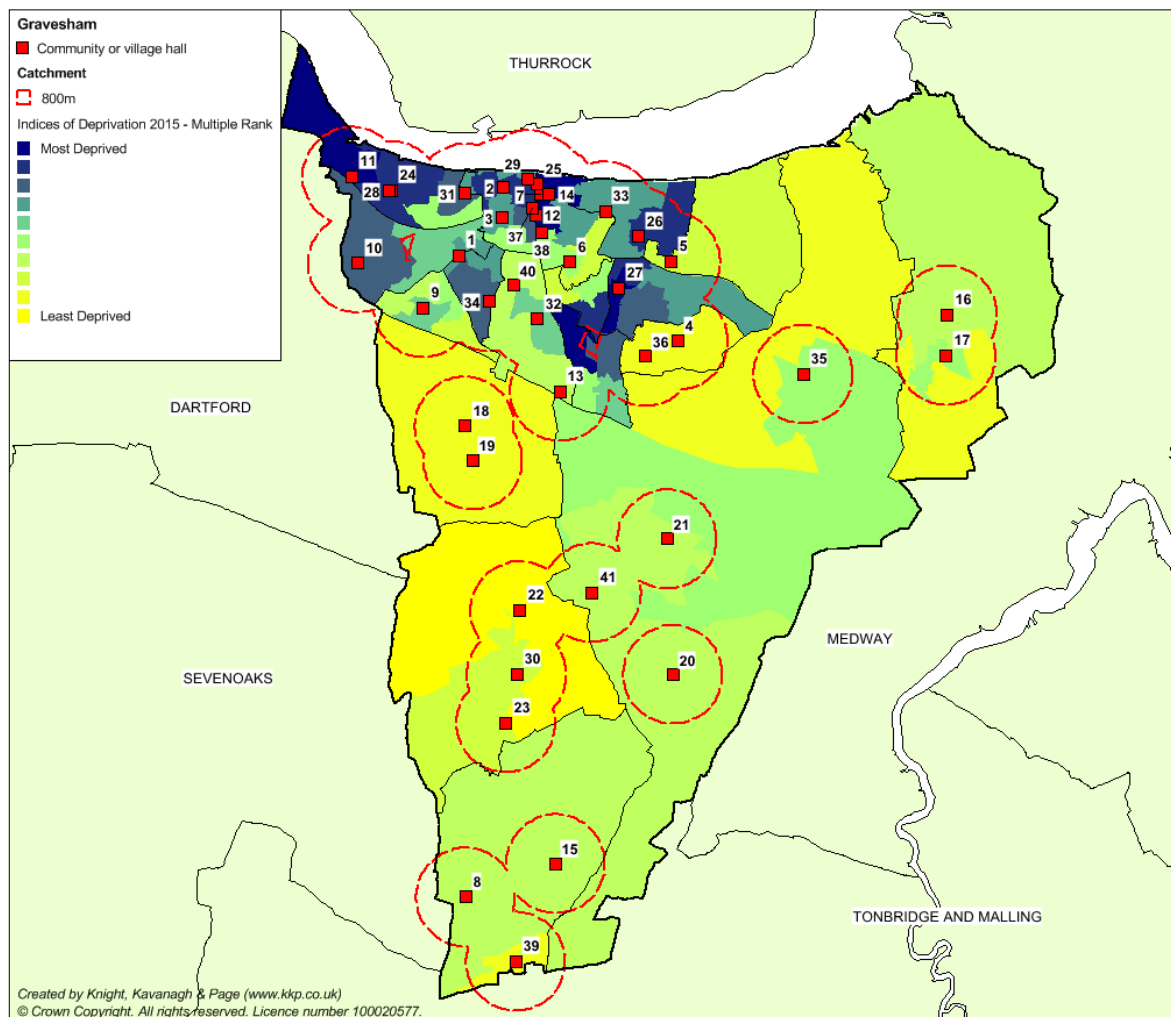 Gravesham
Community or village hall
Catchment
800m
Indices of Deprivation 2015 - Multiple Rank
Most Deprived
Least Deprived
THURROCK
29 25
11 24
28 31 2 7 14 33
3 12 26
37
10 1 38 6 5
40 27
9 34 32 16
4
36 17
35
13
DARTFORD
18
19
21
41
22
MEDWAY
30 20
SEVENOAKS
23
15
8
TONBRIDGE AND MALLING
39
Created by Knight, Kavanagh & Page (www.kkp.co.uk)
© Crown Copyright. All rights reserved. Licence number 100020577.